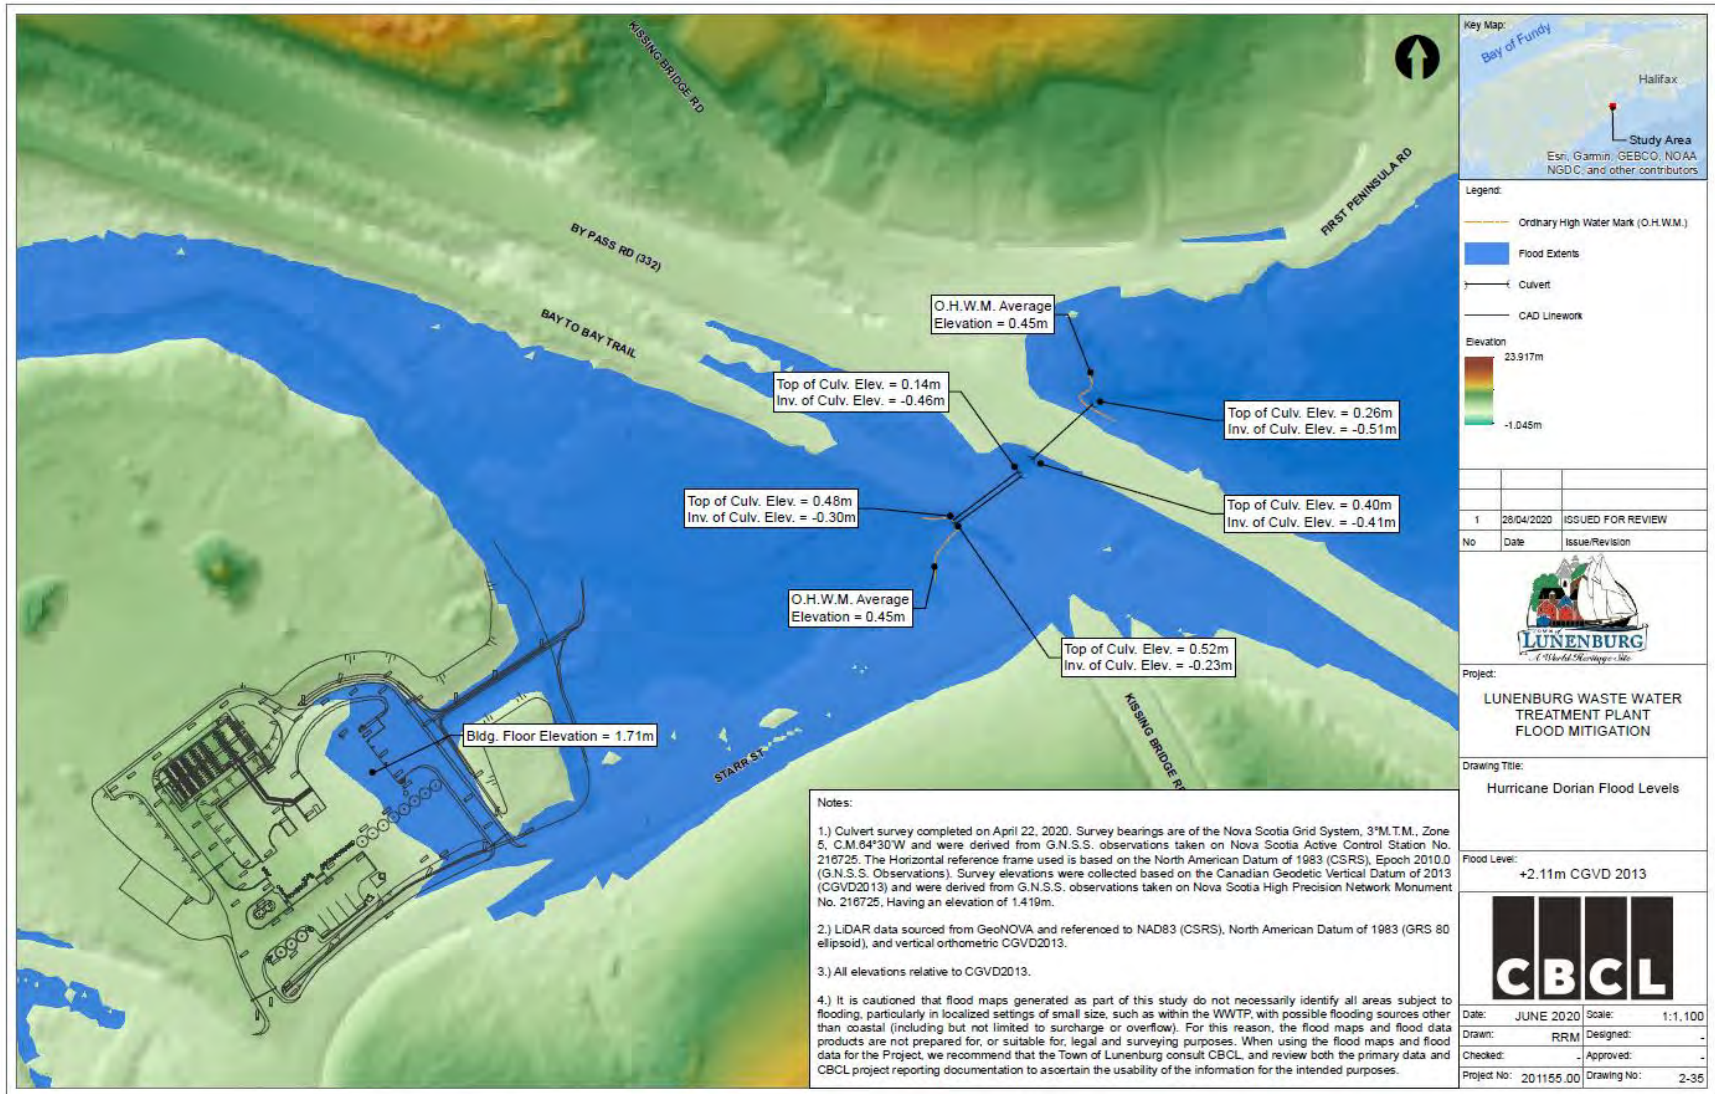 KISSING BRIDGE RD
BY PASS RD (332)
BAY TO BAY TRAIL
FIRST PENINSULA RD
O.H.W.M. Average
Elevation = 0.45m
Top of Culv. Elev. = 0.14m
Inv. of Culv. Elev. = -0.46m
Top of Culv. Elev. = 0.26m
Inv. of Culv. Elev. = -0.51m
Top of Culv. Elev. = 0.48m
Inv. of Culv. Elev. = -0.30m
Top of Culv. Elev. = 0.40m
Inv. of Culv. Elev. = -0.41m
O.H.W.M. Average
Elevation = 0.45m
Top of Culv. Elev. = 0.52m
Inv. of Culv. Elev. = -0.23m
Bldg. Floor Elevation = 1.71m
STARR ST
KISSING BRIDGE RD
Notes:
1.) Culvert survey completed on April 22, 2020. Survey bearings are of the Nova Scotia Grid System, 3°M.T.M., Zone
5, C.M.64°30'W and were derived from G.N.S.S. observations taken on Nova Scotia Active Control Station No.
216725. The Horizontal reference frame used is based on the North American Datum of 1983 (CSRS), Epoch 2010.0
(G.N.S.S. Observations). Survey elevations were collected based on the Canadian Geodetic Vertical Datum of 2013
(CGVD2013) and were derived from G.N.S.S. observations taken on Nova Scotia High Precision Network Monument
No. 216725, Having an elevation of 1.419m.
2.) LiDAR data sourced from GeoNOVA and referenced to NAD83 (CSRS), North American Datum of 1983 (GRS 80
ellipsoid), and vertical orthometric CGVD2013.
3.) All elevations relative to CGVD2013.
4.) It is cautioned that flood maps generated as part of this study do not necessarily identify all areas subject to
flooding, particularly in localized settings of small size, such as within the WWTP, with possible flooding sources other
than coastal (including but not limited to surcharge or overflow). For this reason, the flood maps and flood data
products are not prepared for, or suitable for, legal and surveying purposes. When using the flood maps and flood
data for the Project, we recommend that the Town of Lunenburg consult CBCL, and review both the primary data and
CBCL project reporting documentation to ascertain the usability of the information for the intended purposes.
Key Map:
Bay of Fundy
Halifax
Study Area
Esri, Garmin, GEBCO, NOAA
NGDC, and other contributors
Legend:
Ordinary High Water Mark (O.H.W.M.)
Flood Extents
Culvert
CAD Linework
Elevation
23.917m
-1.045m
1 28/04/2020 ISSUED FOR REVIEW
No Date Issue/Revision
TOWN of
LUNENBURG
A World Heritage Site
Project:
LUNENBURG WASTE WATER
TREATMENT PLANT
FLOOD MITIGATION
Drawing Title:
Hurricane Dorian Flood Levels
Flood Level:
+2.11m CGVD 2013
CBCL
Date: JUNE 2020 Scale: 1:1,100
Drawn: RRM Designed: -
Checked: - Approved: -
Project No: 201155.00 Drawing No: 2-35